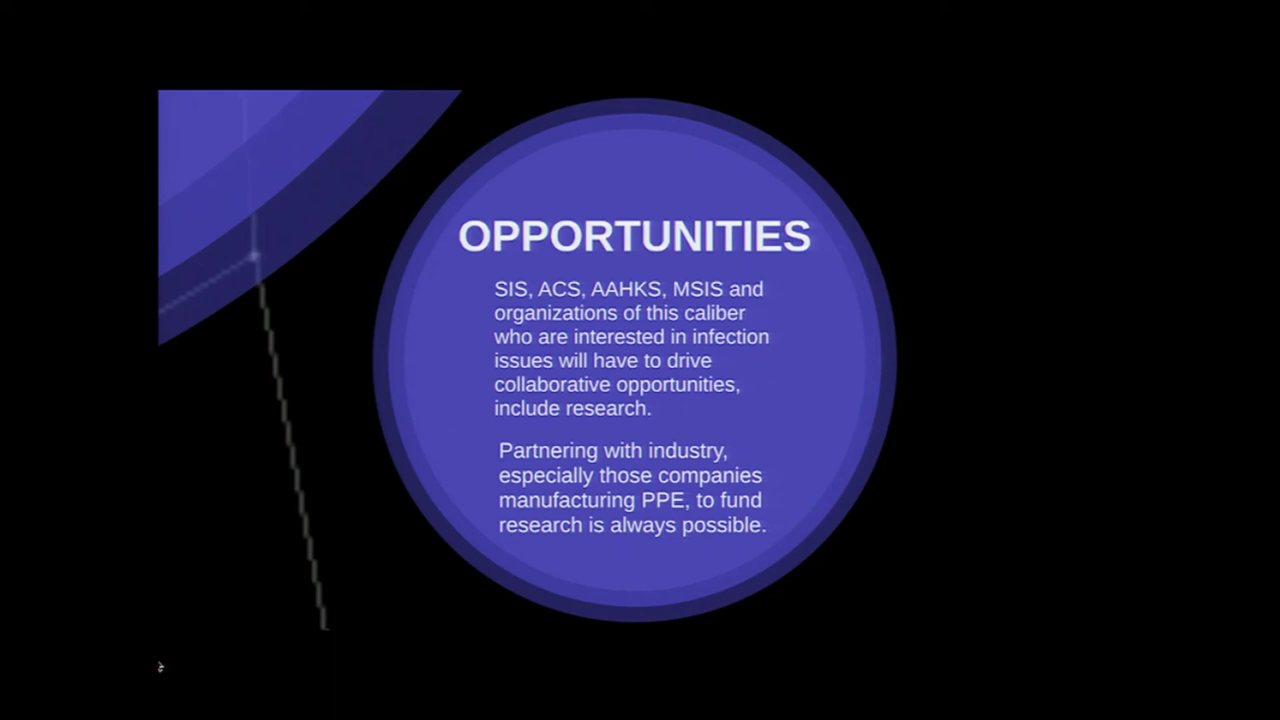 OPPORTUNITIES
SIS, ACS, AAHKS, MSIS and
organizations of this caliber
who are interested in infection
issues will have to drive
collaborative opportunities,
include research.
Partnering with industry,
especially those companies
manufacturing PPE, to fund
research is always possible.